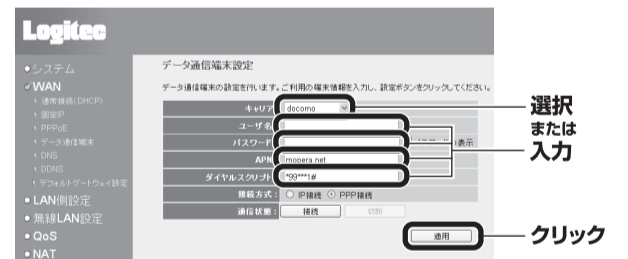 Logitec
システム
WAN
通常接続(DHCP)
固定IP
PPPoE
データ通信端末
DNS
DDNS
デフォルトゲートウェイ設定
LAN側設定
無線LAN設定
QoS
NAT
データ通信端末設定
データ通信端末の設定を行います。ご利用の端末情報を入力し、設定ボタンをクリックしてください。
キャリア docomo
ユーザ名
パスワード の表示
APN mopera.net
ダイヤルスクリプト *99***1#
接続方式: IP接続 PPP接続
通信状態: 接続 切断
適用
選択
または
入力
クリック